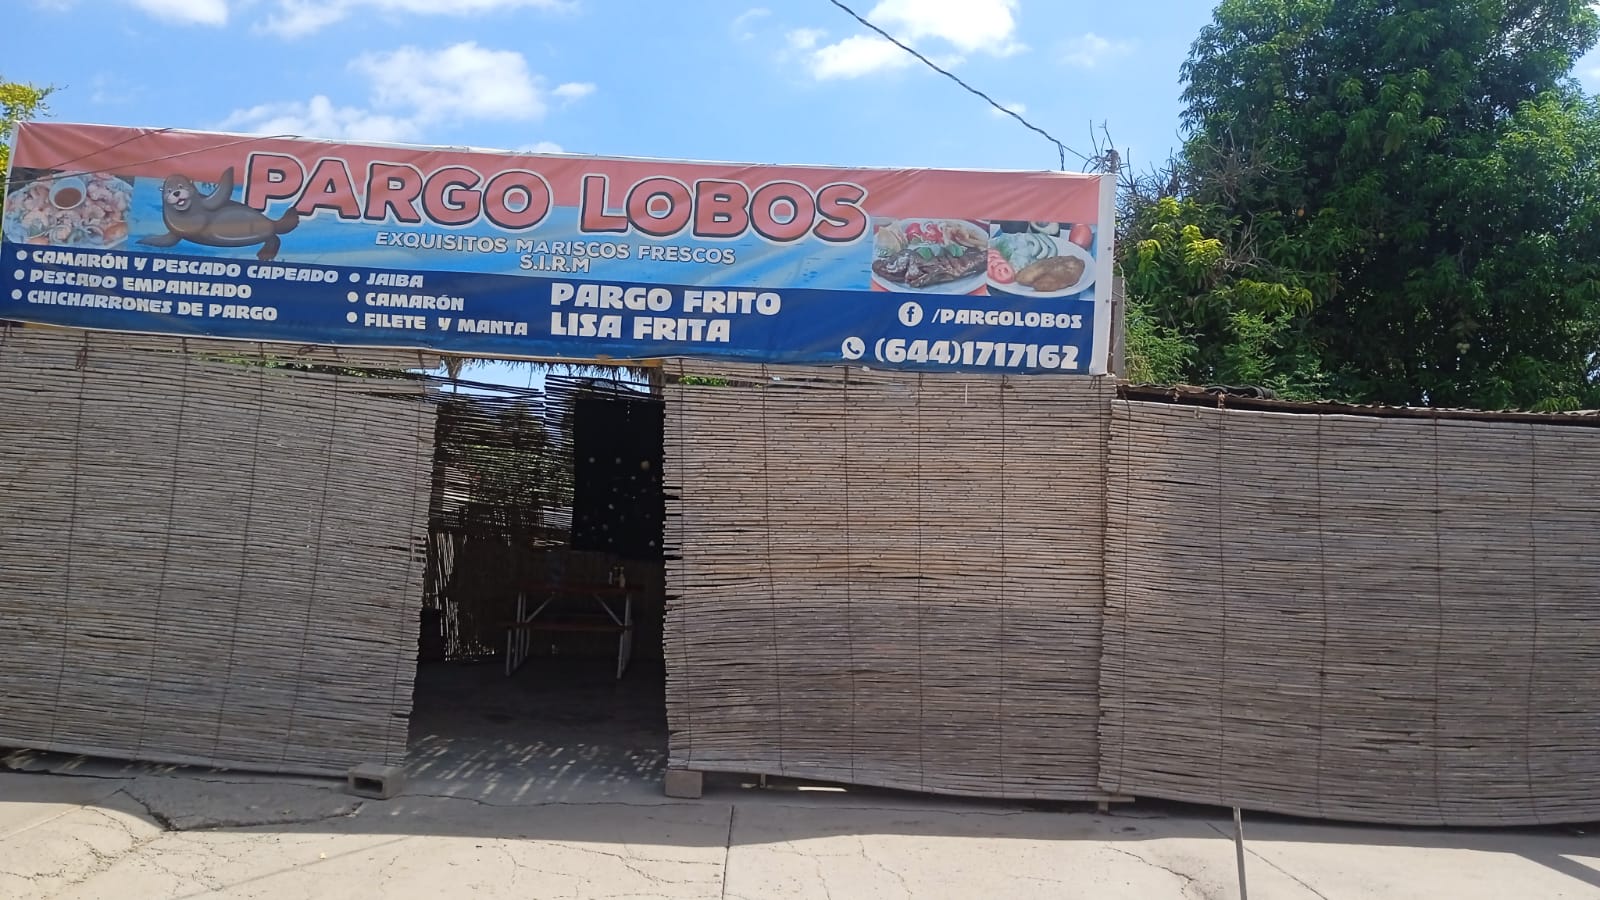 PARGO LOBOS
EXQUISITOS MARISCOS FRESCOS
S.I.R.M
• CAMARÓN Y PESCADO CAPEADO
• PESCADO EMPANIZADO
• CHICHARRONES DE PARGO
• JAIBA
• CAMARÓN
• FILETE Y MANTA
PARGO FRITO
LISA FRITA
/PARGOLOBOS
(644)1717162